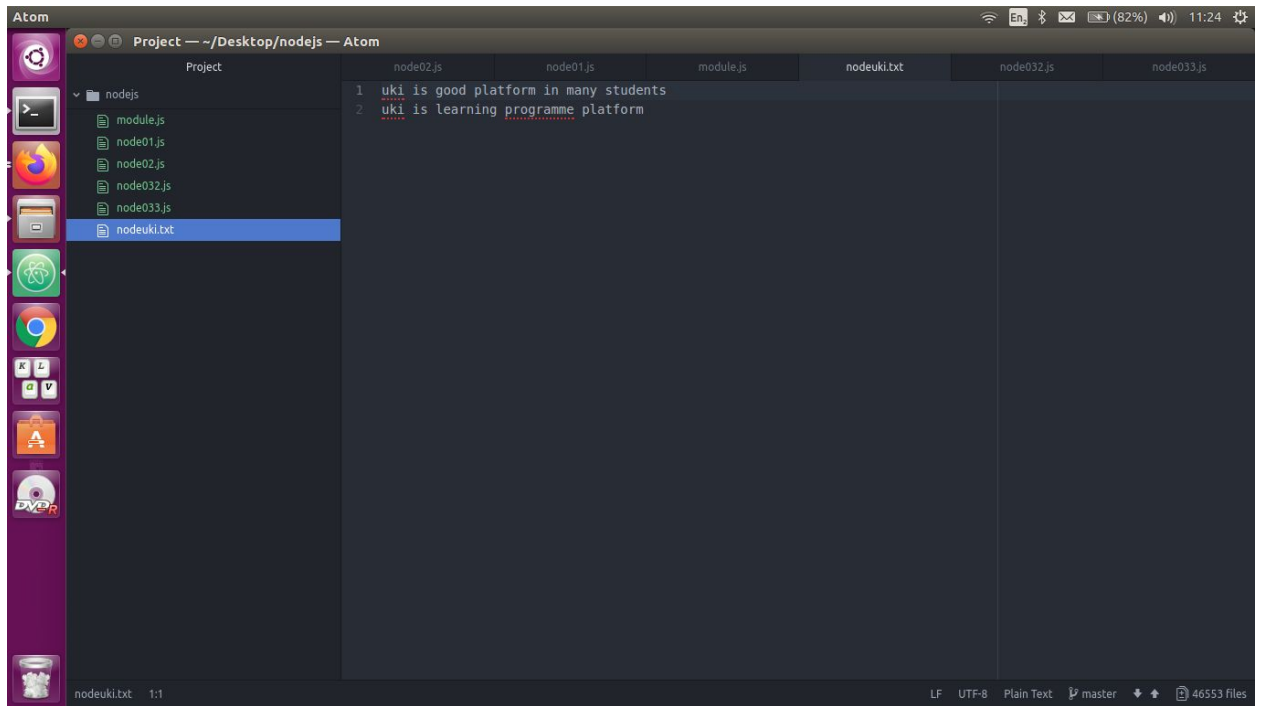 Atom
En2 (82%) 11:24
Project — ~/Desktop/nodejs — Atom
Project
node02.js node01.js module.js nodeuki.txt node032.js node033.js
nodejs
module.js
node01.js
node02.js
node032.js
node033.js
nodeuki.txt
1 uki is good platform in many students
2 uki is learning programme platform
>_
K L
a v
A
DVD R
nodeuki.txt 1:1
LF UTF-8 Plain Text master 46553 files